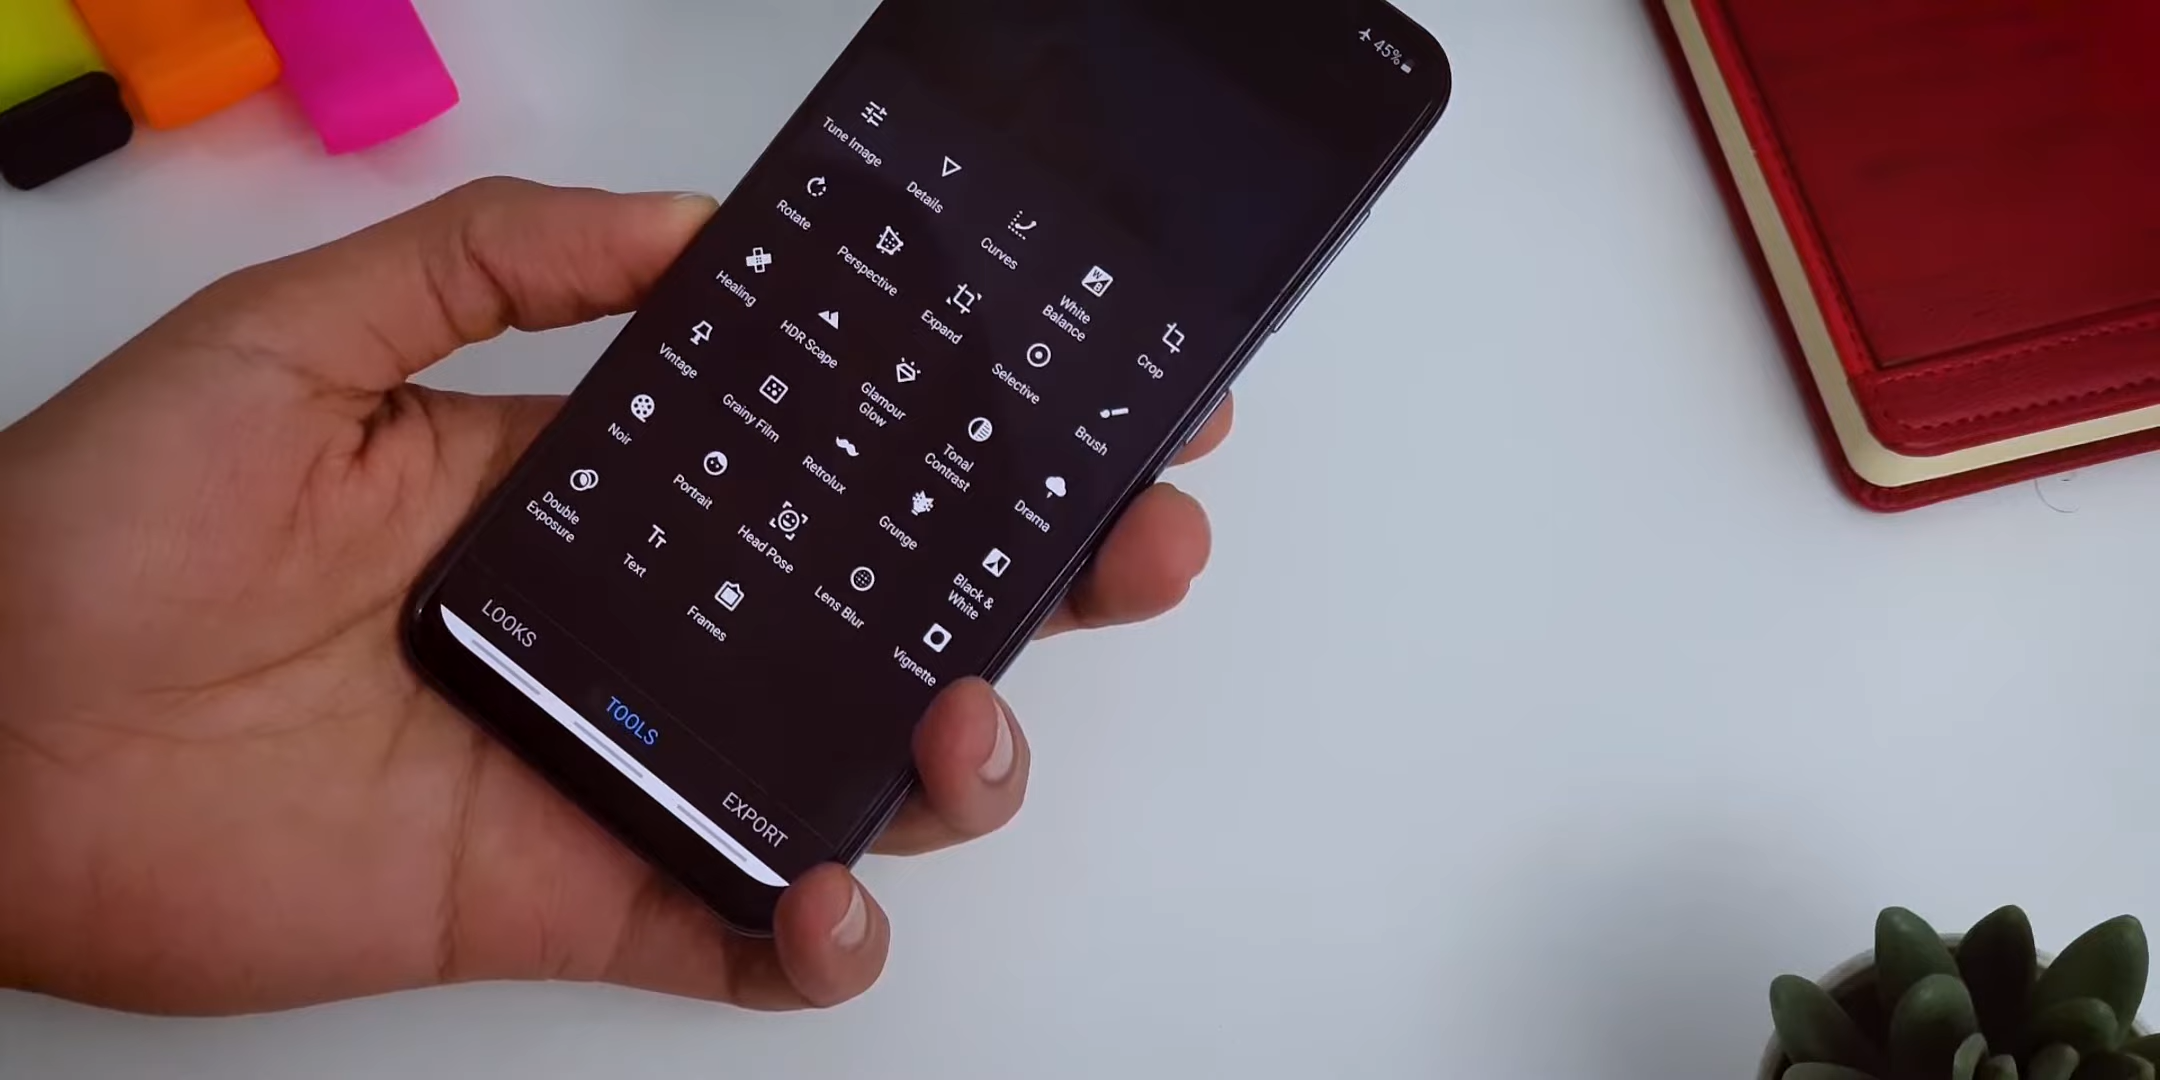 45%
Tune Image
Details
Curves
White
Balance
Crop
Rotate
Perspective
Expand
Selective
Brush
Healing
HDR Scape
Glamour
Glow
Tonal
Contrast
Drama
Vintage
Grainy Film
Retrolux
Grunge
Black &
White
Noir
Portrait
Head Pose
Lens Blur
Vignette
Double
Exposure
Text
Frames
LOOKS
TOOLS
EXPORT